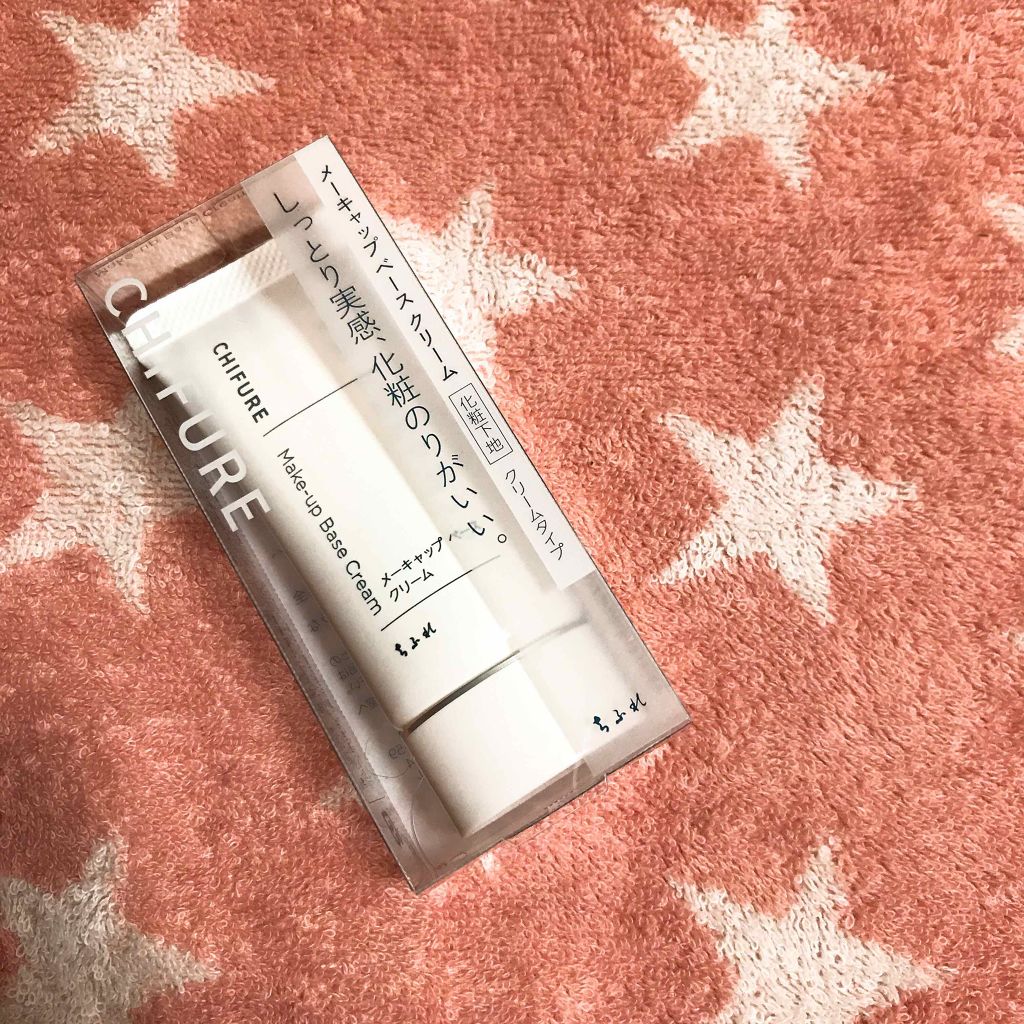 メーキャップベース クリーム 化粧下地 クリームタイプ
しっとり実感、化粧のりがいい。
CHIFURE
CHIFURE
Make-up Base Cream
メーキャップ ベース
クリーム
ちふれ
ちふれ